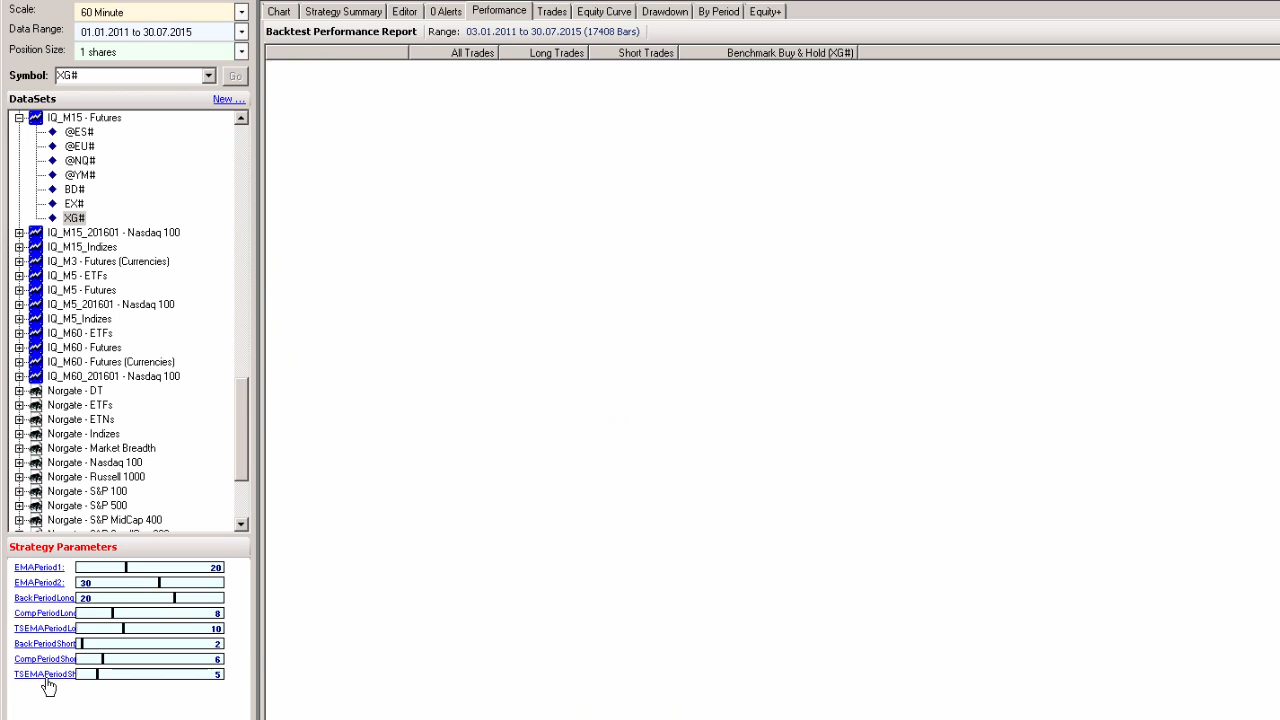 Scale: 60 Minute
Data Range: 01.01.2011 to 30.07.2015
Position Size: 1 shares
Symbol: XG# Go
DataSets New ...
IQ_M15 - Futures
@ES#
@EU#
@NQ#
@YM#
BD#
EX#
XG#
IQ_M15_201601 - Nasdaq 100
IQ_M15_Indizes
IQ_M3 - Futures (Currencies)
IQ_M5 - ETFs
IQ_M5 - Futures
IQ_M5_201601 - Nasdaq 100
IQ_M5_Indizes
IQ_M60 - ETFs
IQ_M60 - Futures
IQ_M60 - Futures (Currencies)
IQ_M60_201601 - Nasdaq 100
Norgate - DT
Norgate - ETFs
Norgate - ETNs
Norgate - Indizes
Norgate - Market Breadth
Norgate - Nasdaq 100
Norgate - Russell 1000
Norgate - S&P 100
Norgate - S&P 500
Norgate - S&P MidCap 400
Strategy Parameters
EMAPeriod1: 20
EMAPeriod2: 30
BackPeriodLong 20
CompPeriodLong 8
TSEMAPeriodLo 10
BackPeriodShort 2
CompPeriodSho 6
TSEMAPeriodSh 5
Chart Strategy Summary Editor 0 Alerts Performance Trades Equity Curve Drawdown By Period Equity+
Backtest Performance Report Range: 03.01.2011 to 30.07.2015 (17408 Bars)
All Trades Long Trades Short Trades Benchmark Buy & Hold (XG#)